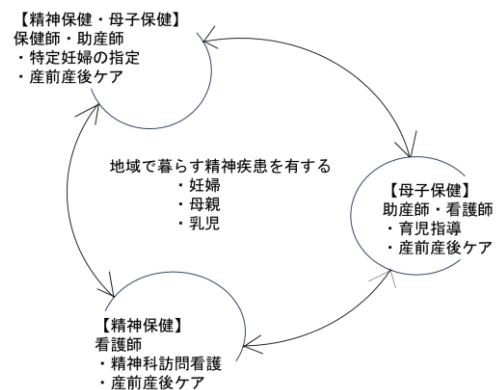 【精神保健・母子保健】
保健師・助産師
・特定妊婦の指定
・産前産後ケア
地域で暮らす精神疾患を有する
・妊婦
・母親
・乳児
【母子保健】
助産師・看護師
・育児指導
・産前産後ケア
【精神保健】
看護師
・精神科訪問看護
・産前産後ケア